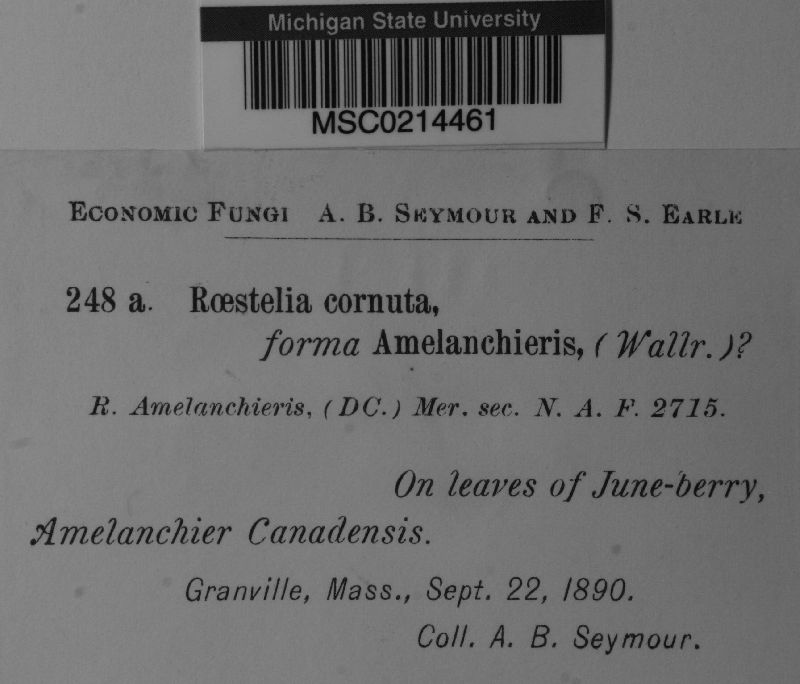 Michigan State University
MSC0214461
ECONOMIC FUNGI A. B. SEYMOUR AND F. S. EARLE
248 a. Rœstelia cornuta,
forma Amelanchieris, (Wallr.)?
R. Amelanchieris, (DC.) Mer. sec. N. A. F. 2715.
On leaves of June-berry,
Amelanchier Canadensis.
Granville, Mass., Sept. 22, 1890.
Coll. A. B. Seymour.